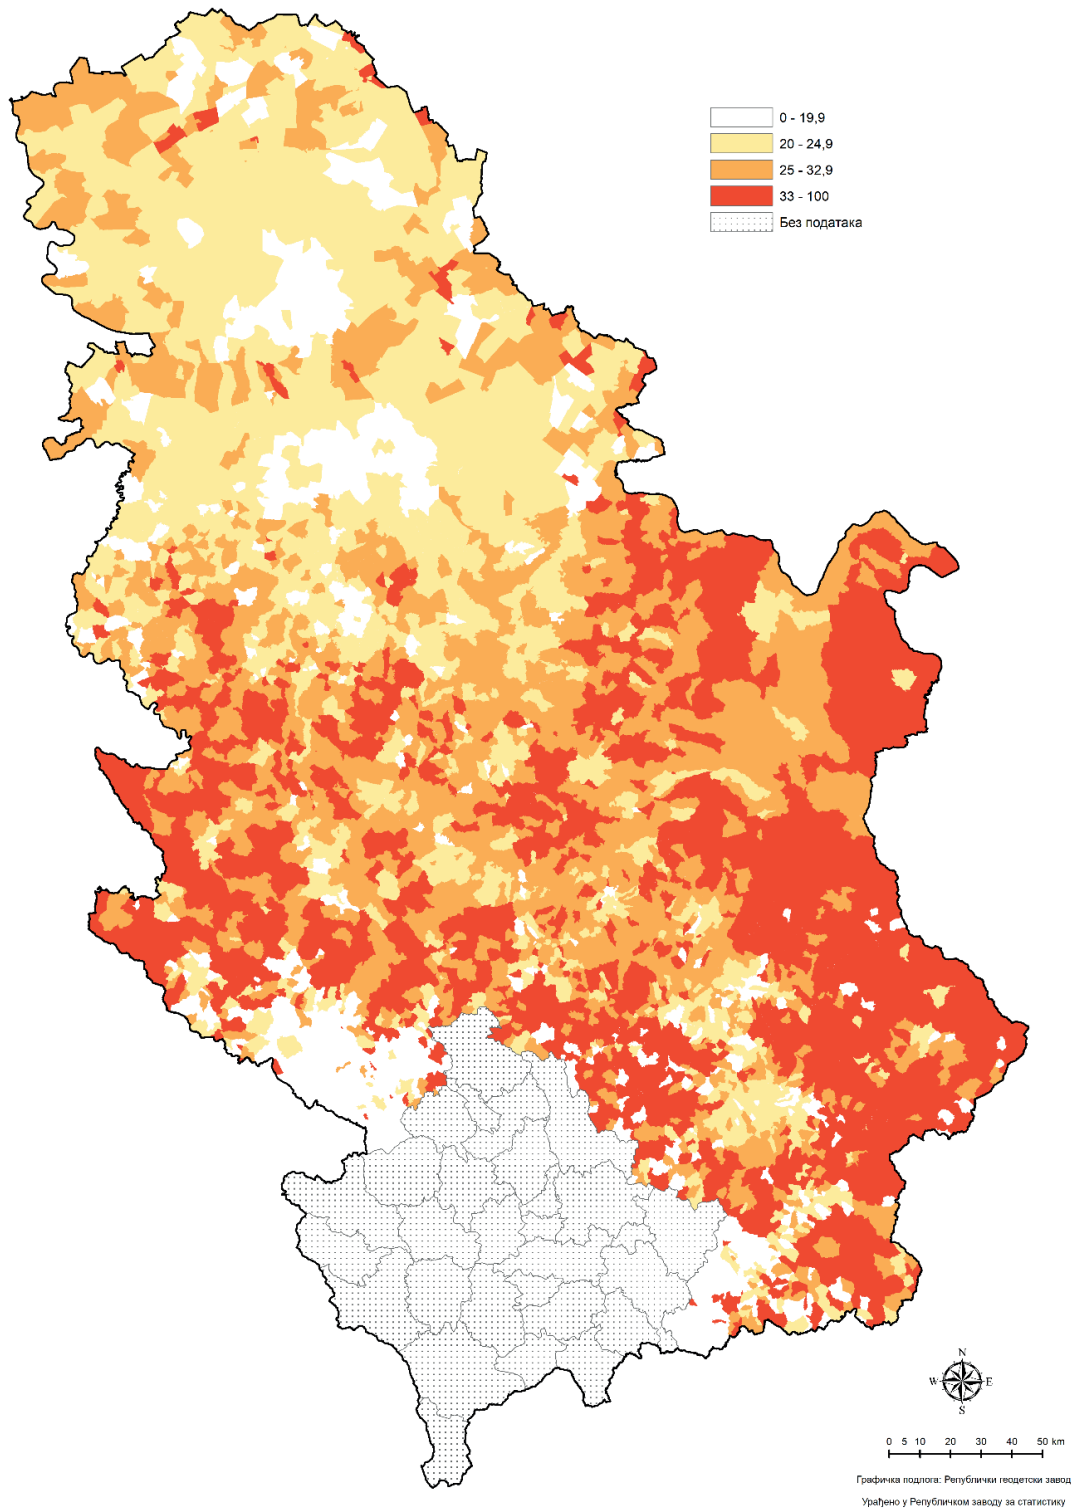 0 - 19,9
20 - 24,9
25 - 32,9
33 - 100
Без података
N
W E
S
0 5 10 20 30 40 50 km
Графичка подлога: Републички геодетски завод
Урађено у Републичком заводу за статистику